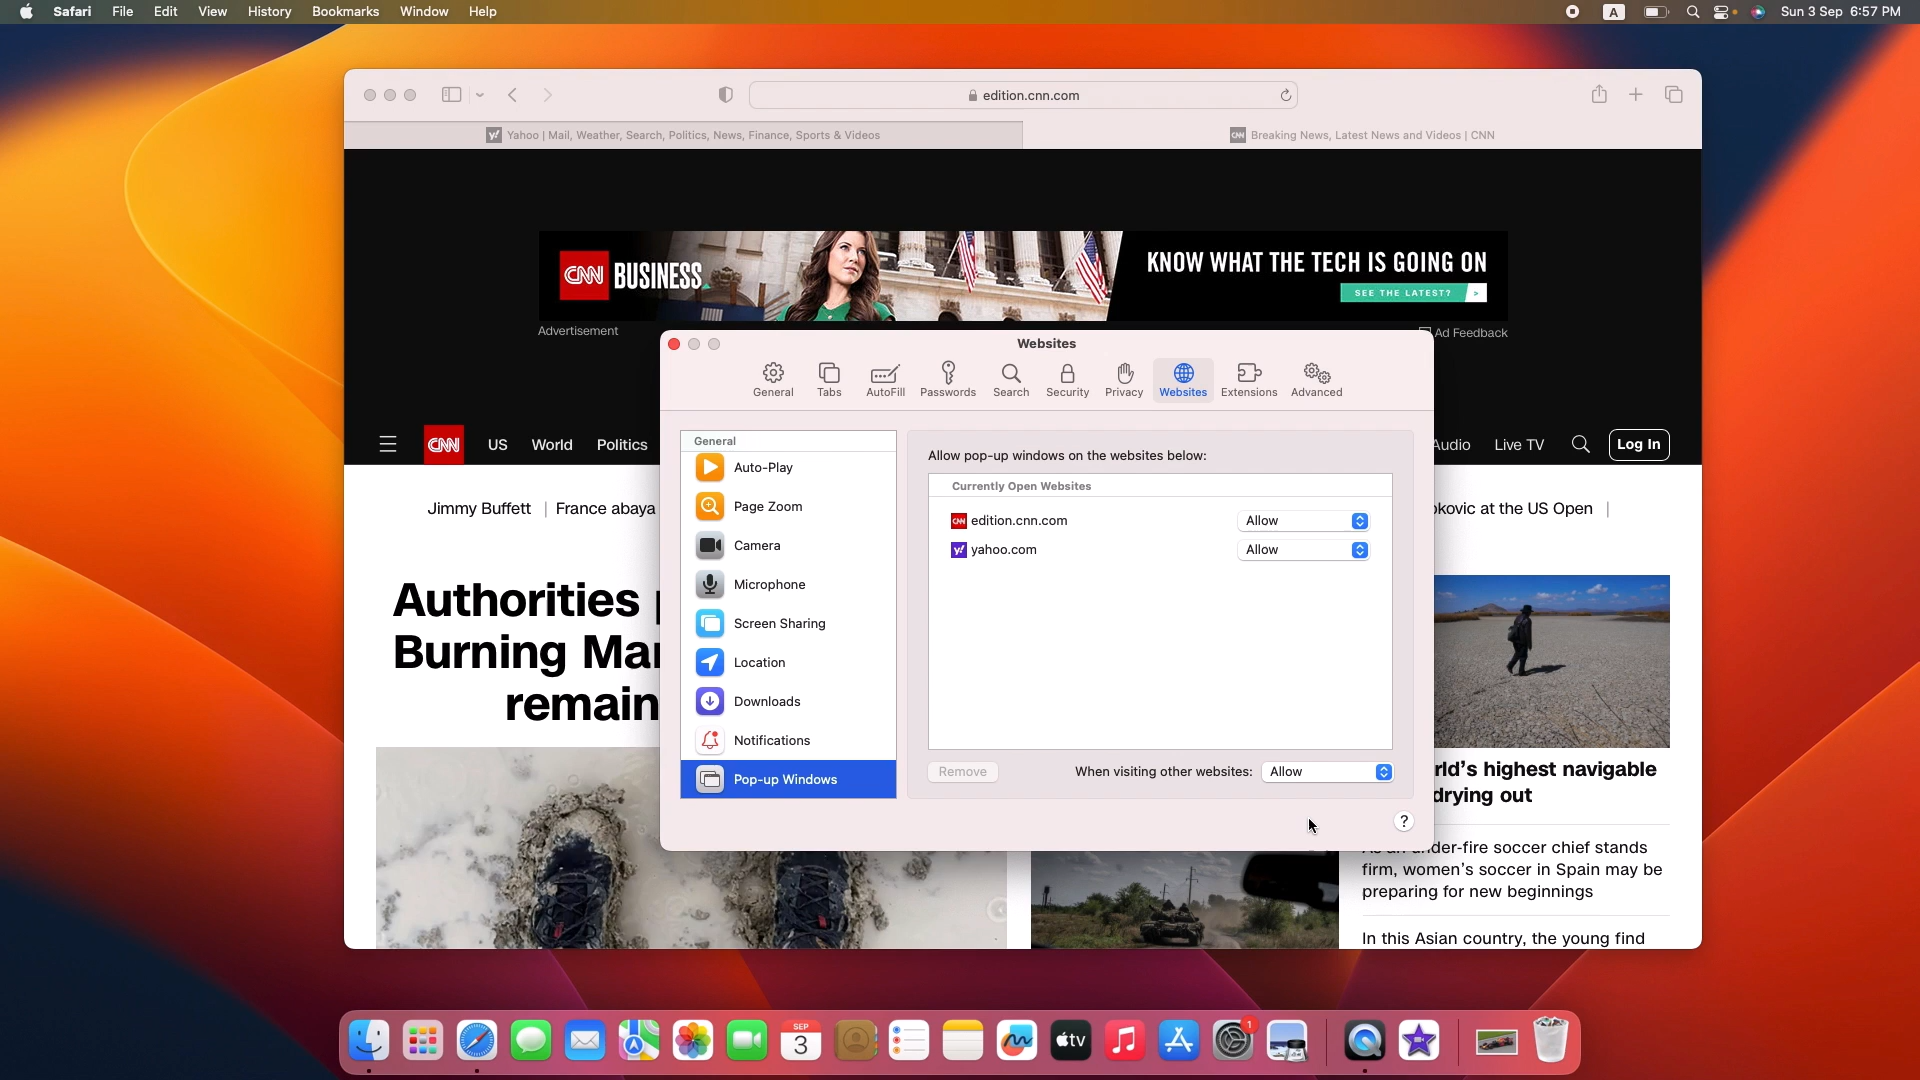 Safari File Edit View History Bookmarks Window Help
A
Sun 3 Sep 6:57 PM
edition.cnn.com
y! Yahoo | Mail, Weather, Search, Politics, News, Finance, Sports & Videos
CNN Breaking News, Latest News and Videos | CNN
CNN BUSINESS
KNOW WHAT THE TECH IS GOING ON
SEE THE LATEST? >
Advertisement
Ad Feedback
Websites
General Tabs AutoFill Passwords Search Security Privacy Websites Extensions Advanced
CNN US World Politics
Audio Live TV Log In
Jimmy Buffett | France abaya
okovic at the US Open |
General
Auto-Play
Page Zoom
Camera
Microphone
Screen Sharing
Location
Downloads
Notifications
Pop-up Windows
Allow pop-up windows on the websites below:
Currently Open Websites
CNN edition.cnn.com Allow
y! yahoo.com Allow
Remove
When visiting other websites: Allow
?
Authorities
Burning Ma
remain
rld's highest navigable
drying out
under-fire soccer chief stands
firm, women's soccer in Spain may be
preparing for new beginnings
In this Asian country, the young find
SEP
3
tv
1